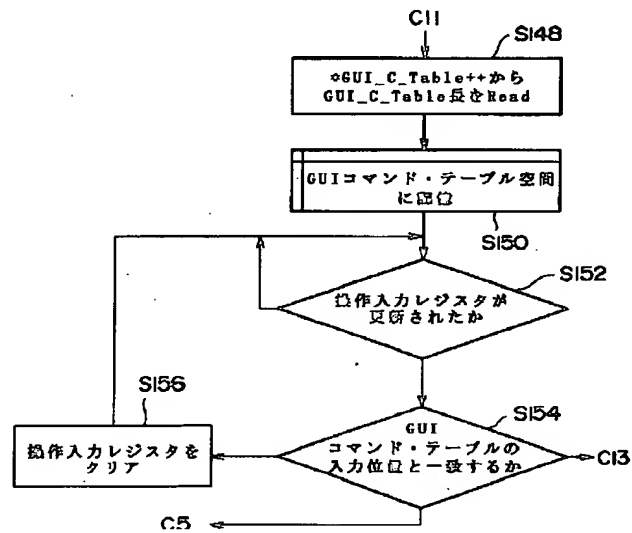 C11
S148
*GUI_C_Table++から
GUI_C_Table長をRead
GUIコマンド・テーブル空間
に配置
S150
S152
操作入力レジスタが
更新されたか
S156
操作入力レジスタを
クリア
S154
GUI
コマンド・テーブルの
入力位置と一致するか
C13
C5